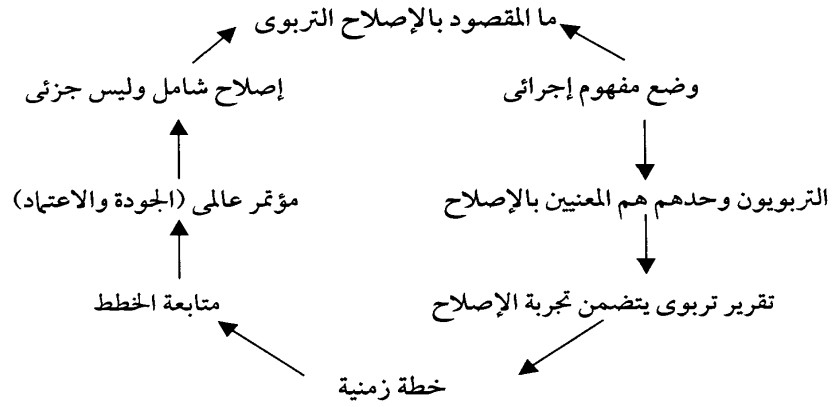 ما المقصود بالإصلاح التربوى
وضع مفهوم إجرائى
إصلاح شامل وليس جزئى
التربويون وحدهم هم المعنيين بالإصلاح
مؤتمر عالمى (الجودة والاعتماد)
تقرير تربوى يتضمن تجربة الإصلاح
متابعة الخطط
خطة زمنية